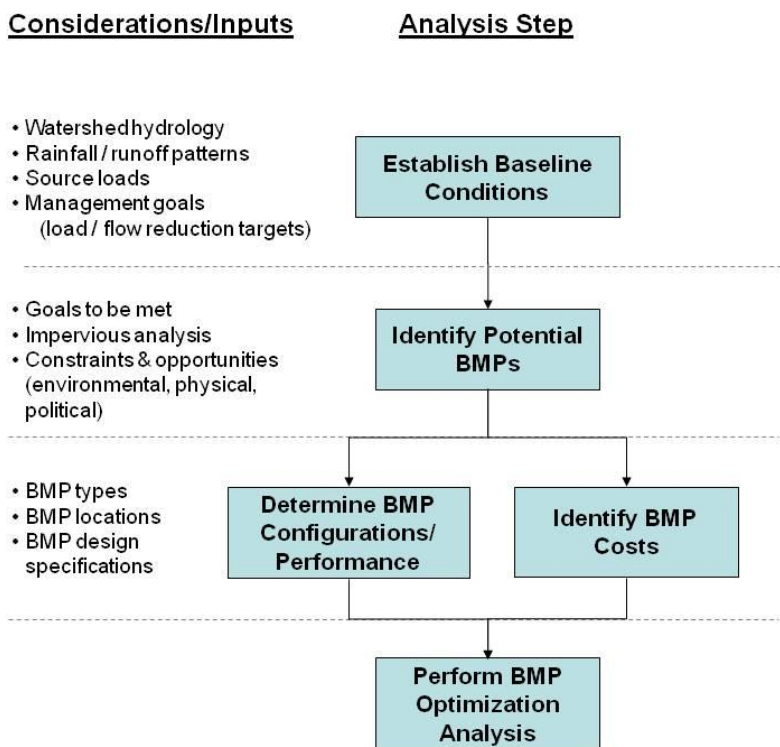 Considerations/Inputs
Analysis Step
• Watershed hydrology
• Rainfall / runoff patterns
• Source loads
• Management goals
(load / flow reduction targets)
Establish Baseline
Conditions
• Goals to be met
• Impervious analysis
• Constraints & opportunities
(environmental, physical,
political)
Identify Potential
BMPs
• BMP types
• BMP locations
• BMP design
specifications
Determine BMP
Configurations/
Performance
Identify BMP
Costs
Perform BMP
Optimization
Analysis